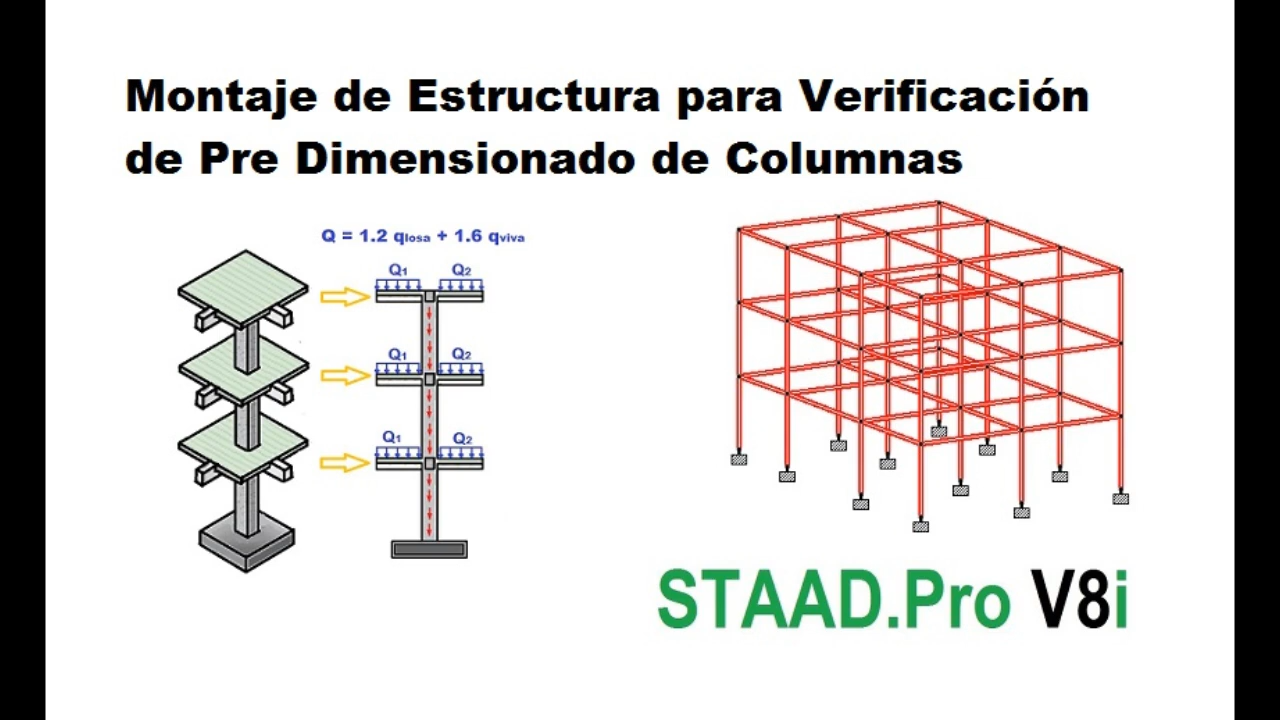 Montaje de Estructura para Verificación
de Pre Dimensionado de Columnas
Q = 1.2 qlosa + 1.6 qviva
Q1 Q2
Q1 Q2
Q1 Q2
STAAD.Pro V8i